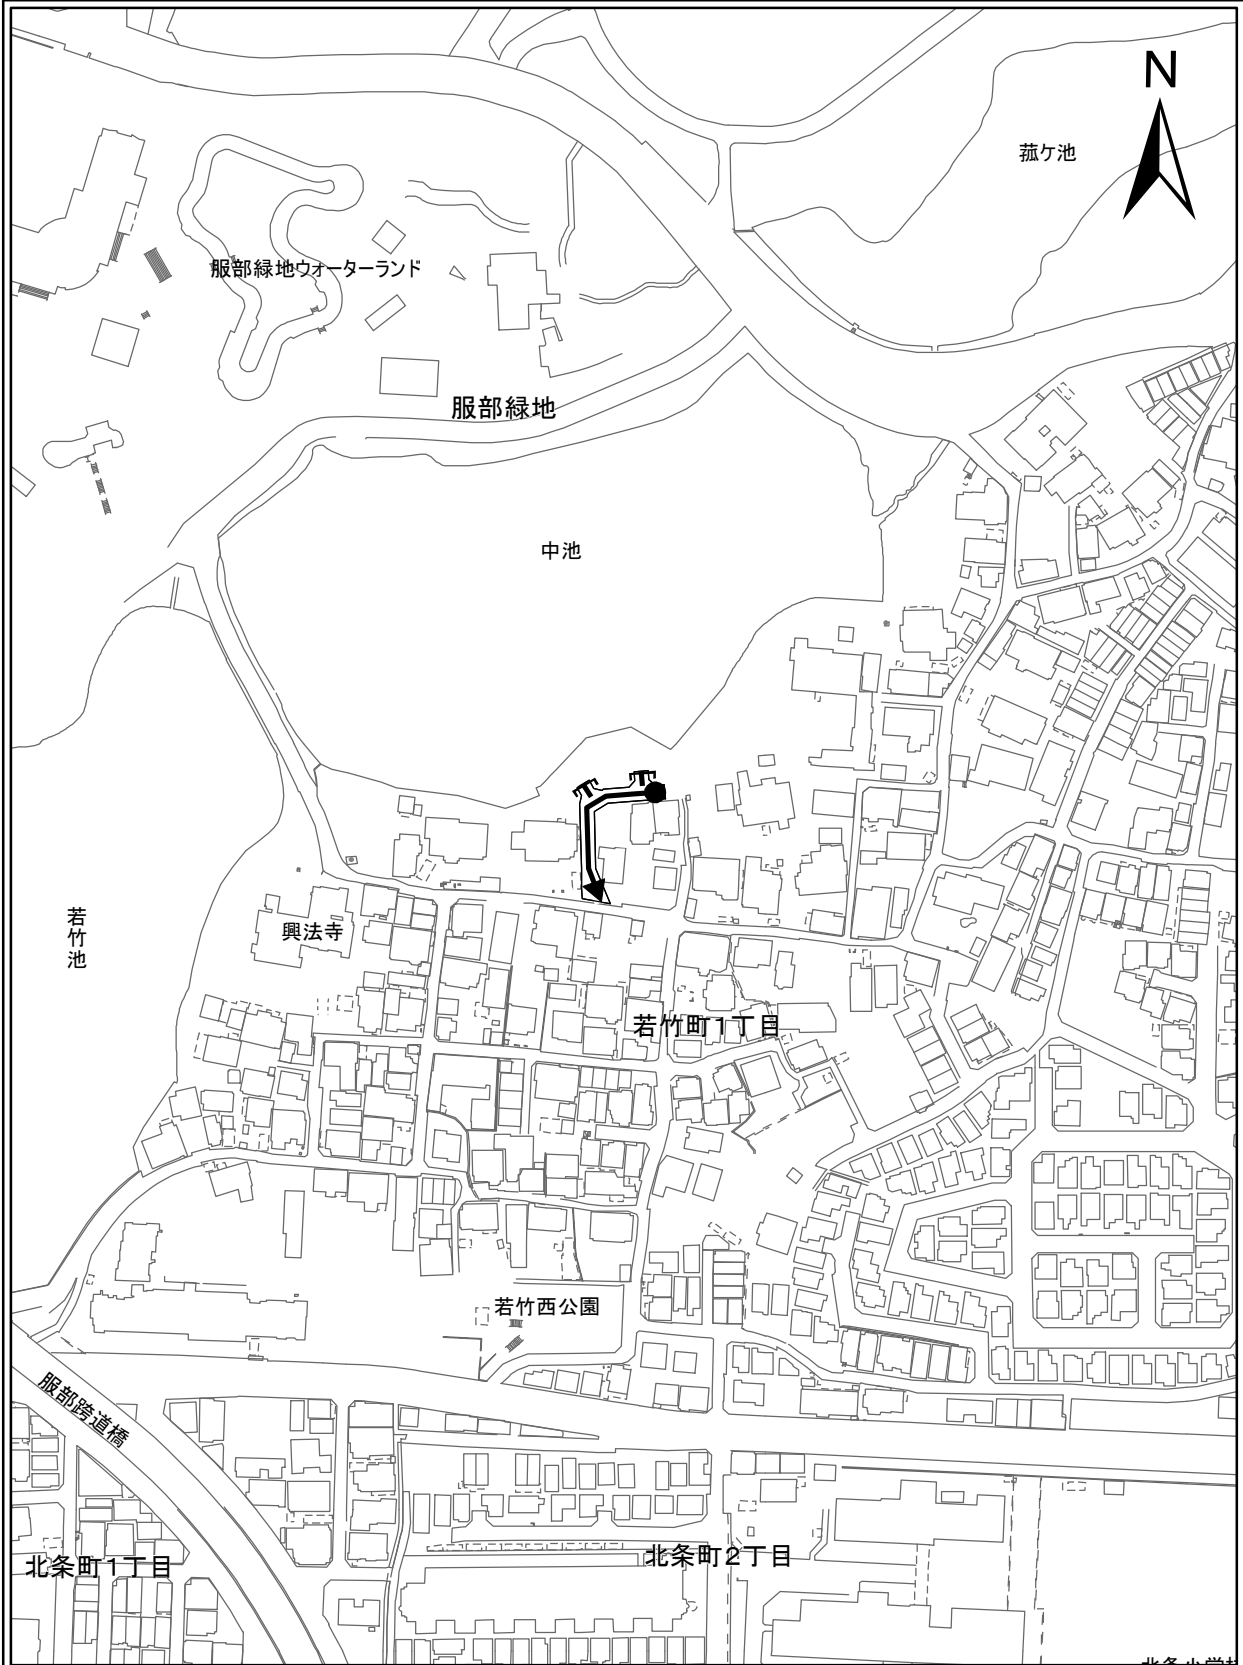 N
菰ケ池
服部緑地ウォーターランド
服部緑地
中池
若竹池
興法寺
若竹町1丁目
若竹西公園
服部跨道橋
北条町1丁目
北条町2丁目